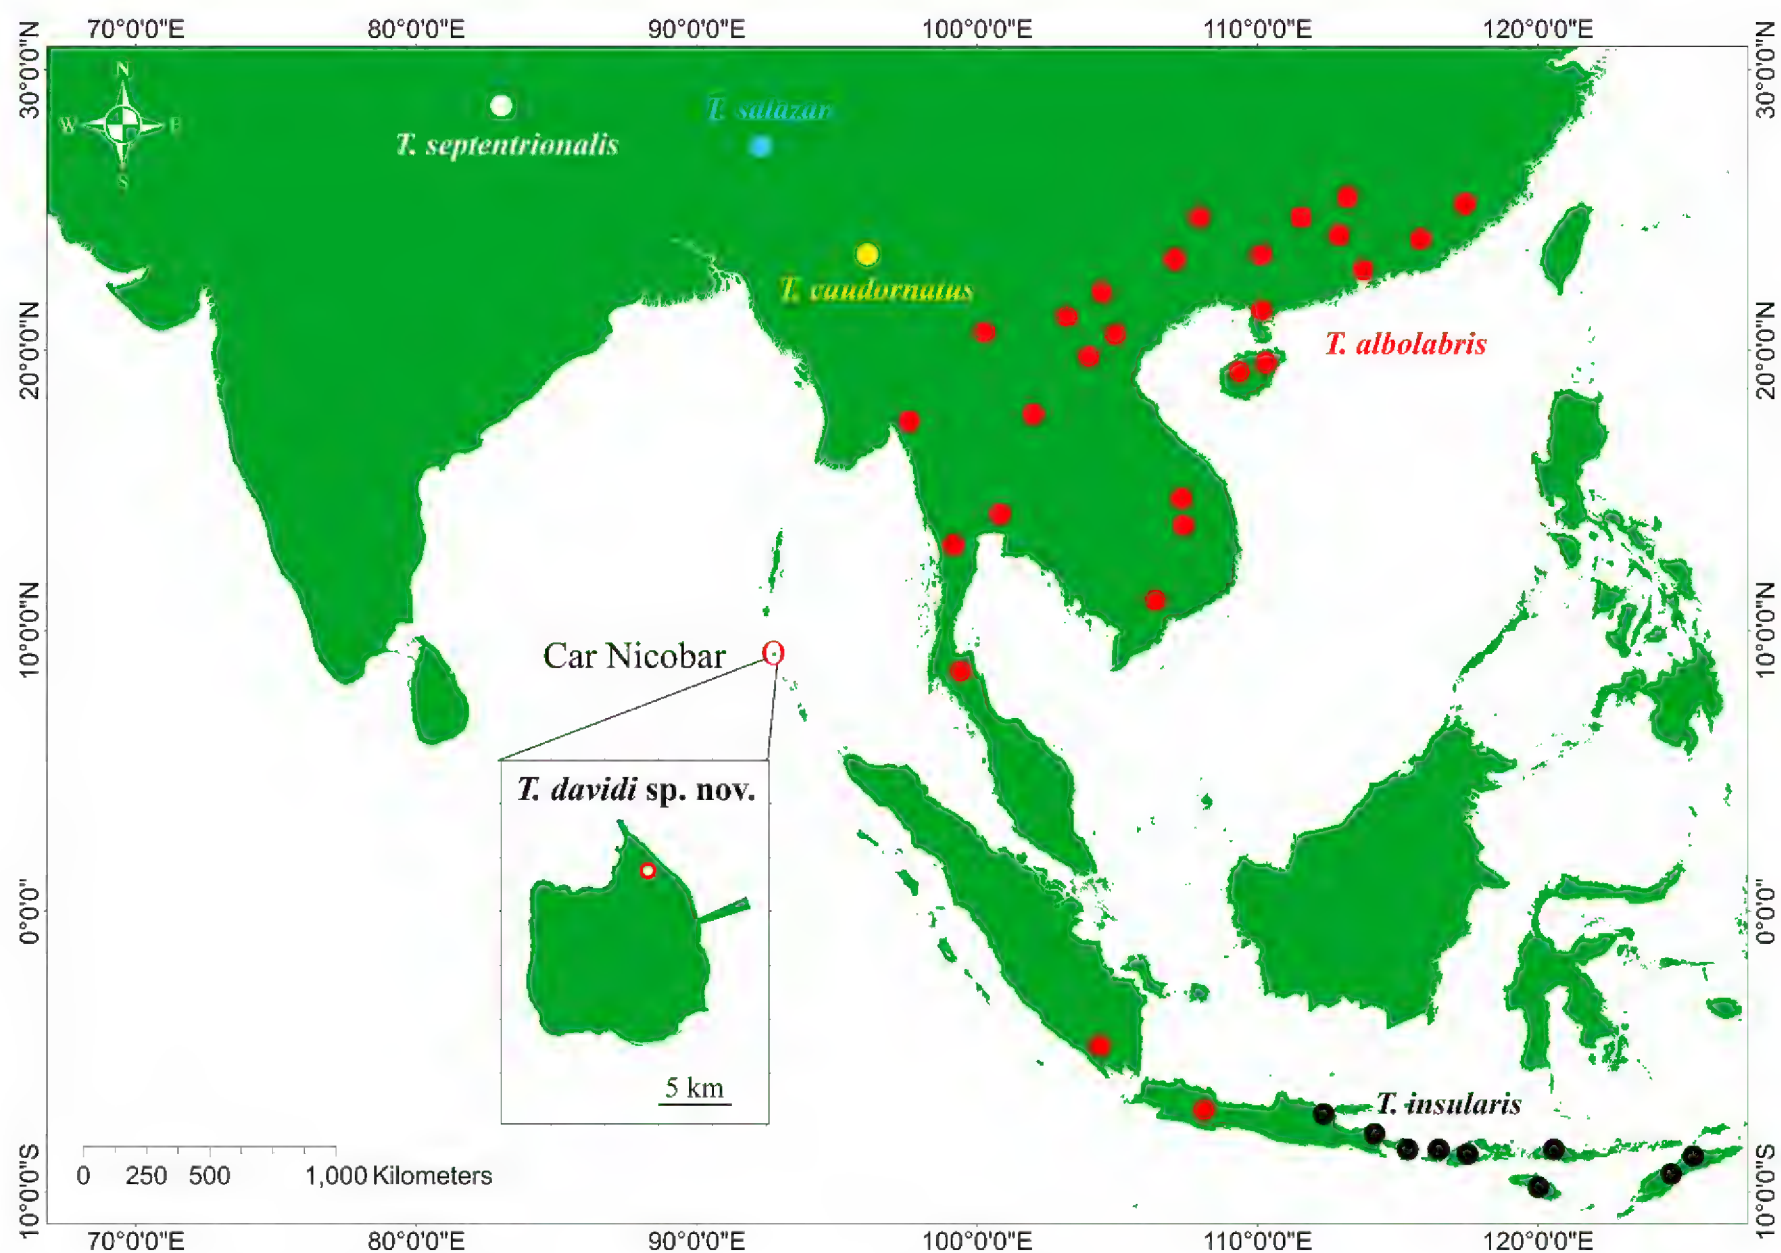 70°0'0"E 80°0'0"E 90°0'0"E 100°0'0"E 110°0'0"E 120°0'0"E
30°0'0"N
30°0'0"N
N
W E
S
T. septentrionalis
T. salazar
T. caudornatus
20°0'0"N
20°0'0"N
T. albolabris
10°0'0"N
10°0'0"N
Car Nicobar
T. davidi sp. nov.
5 km
0°0'0"
0°0'0"
T. insularis
0 250 500 1,000 Kilometers
10°0'0"S
10°0'0"S
70°0'0"E 80°0'0"E 90°0'0"E 100°0'0"E 110°0'0"E 120°0'0"E